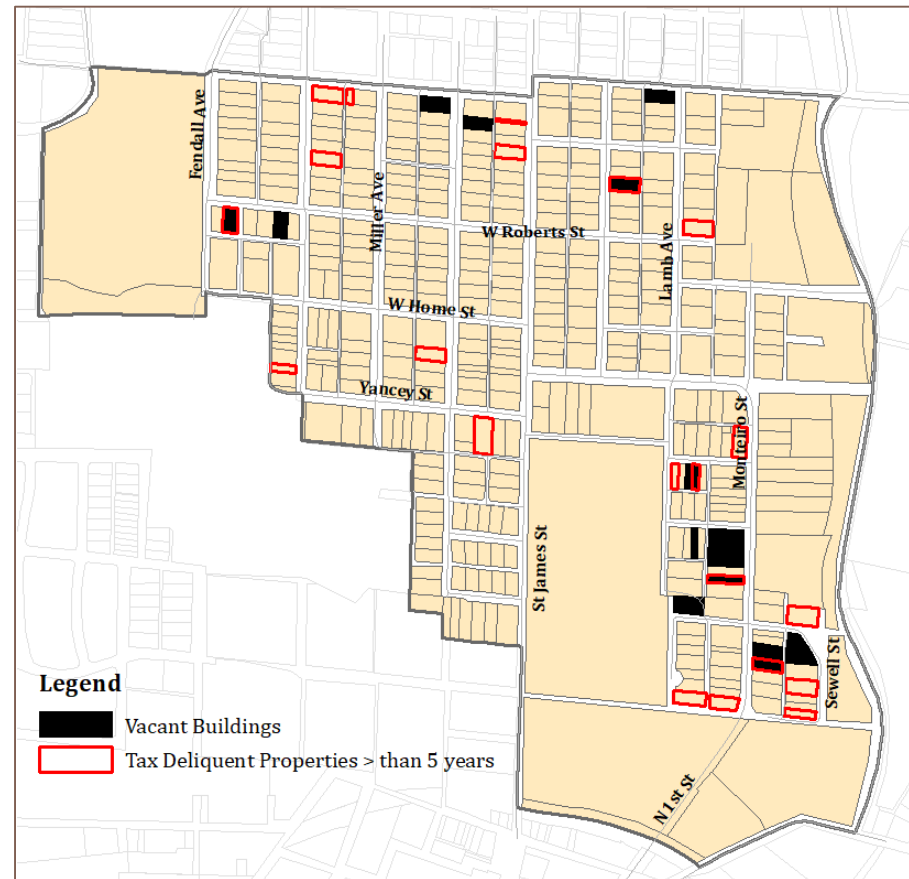 Fendall Ave
Miller Ave
W Roberts St
Lamb Ave
W Home St
Yancey St
Monteiro St
St James St
Sewell St
N 1st St
Legend
Vacant Buildings
Tax Deliquent Properties > than 5 years